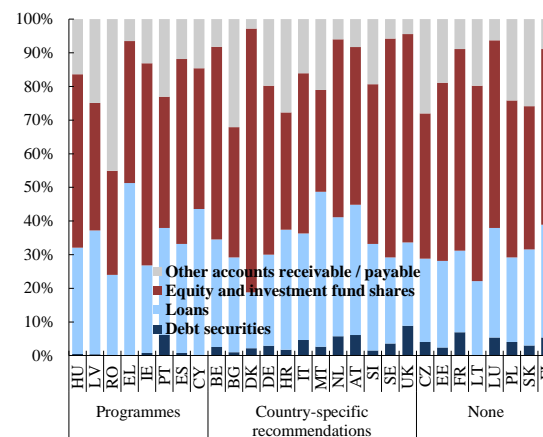 100%
90%
80%
70%
60%
50%
40%
30%
20%
10%
0%
Other accounts receivable / payable
Equity and investment fund shares
Loans
Debt securities
HU
LV
RO
EL
IE
PT
ES
CY
BE
BG
DK
DE
HR
IT
MT
NL
AT
SI
SE
UK
CZ
EE
FR
LT
LU
PL
SK
Programmes
Country-specific
recommendations
None